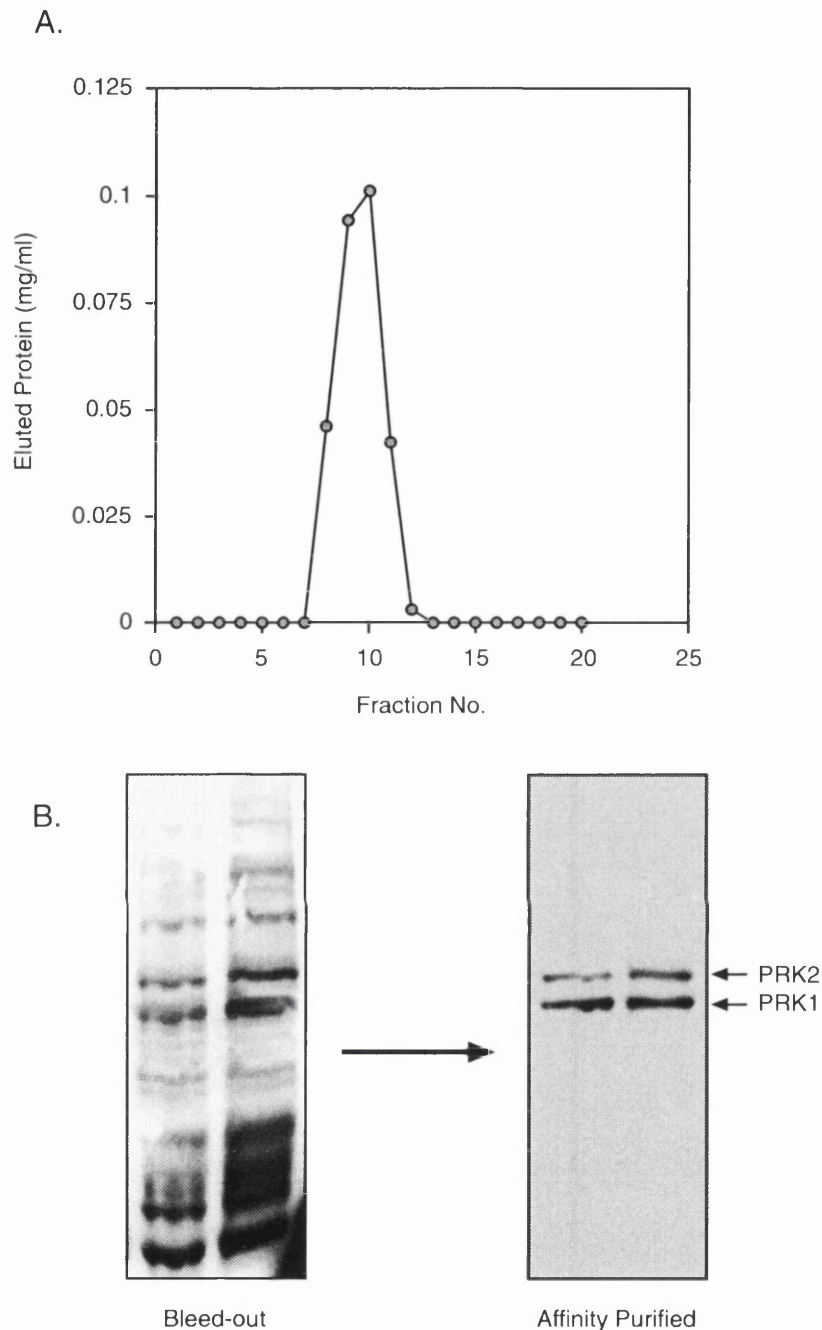 A.
0.125
0.1
0.075
0.05
0.025
0
Eluted Protein (mg/ml)
0 5 10 15 20 25
Fraction No.
B.
PRK2
PRK1
Bleed-out
Affinity Purified